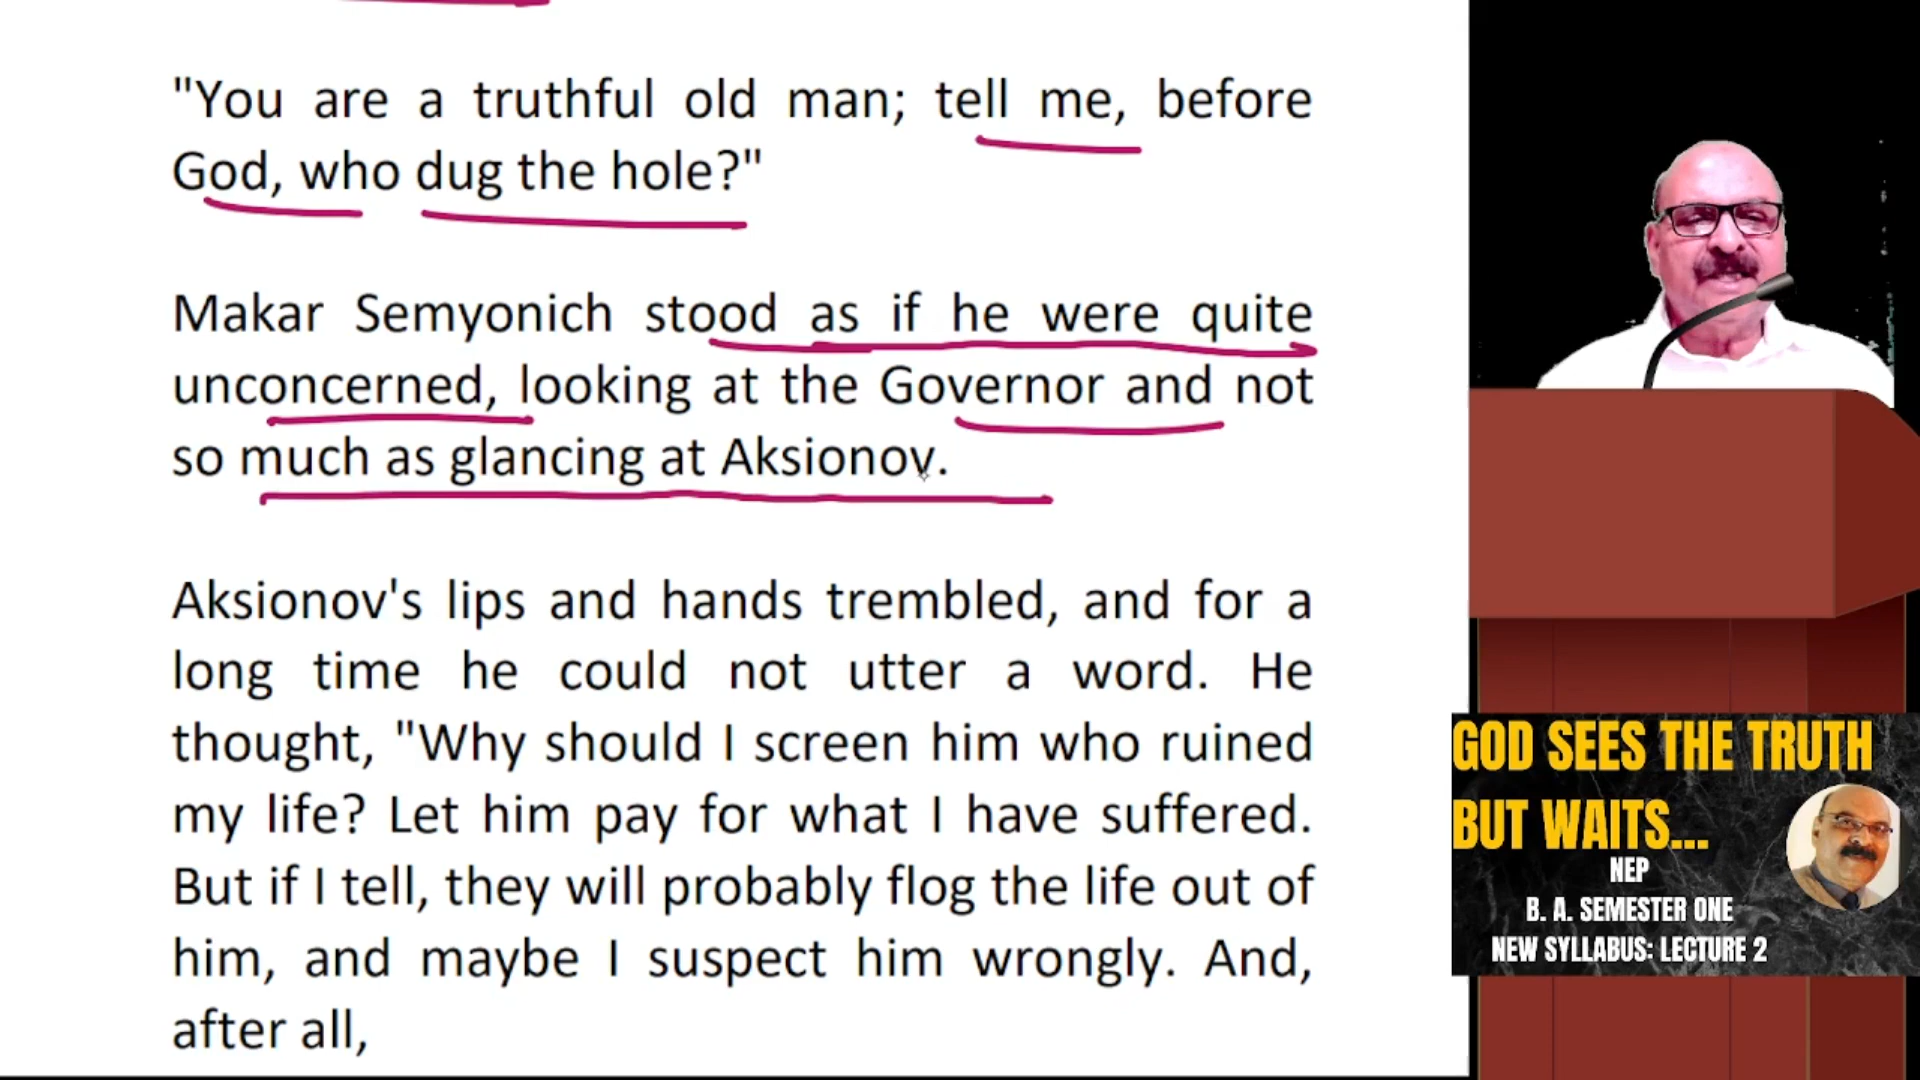 "You are a truthful old man; tell me, before
God, who dug the hole?"
Makar Semyonich stood as if he were quite
unconcerned, looking at the Governor and not
so much as glancing at Aksionov.
Aksionov's lips and hands trembled, and for a
long time he could not utter a word. He
thought, "Why should I screen him who ruined
my life? Let him pay for what I have suffered.
But if I tell, they will probably flog the life out of
him, and maybe I suspect him wrongly. And,
after all,
GOD SEES THE TRUTH
BUT WAITS...
NEP
B. A. SEMESTER ONE
NEW SYLLABUS: LECTURE 2